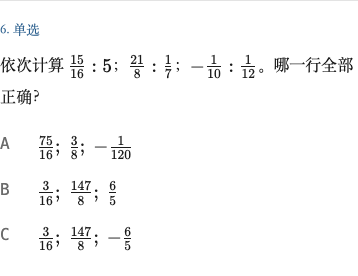 6. 单选
依次计算 15/16 : 5; 21/8 : 1/7; −1/10 : 1/12。哪一行全部
正确?
A 75/16; 3/8; −1/120
B 3/16; 147/8; 6/5
C 3/16; 147/8; −6/5